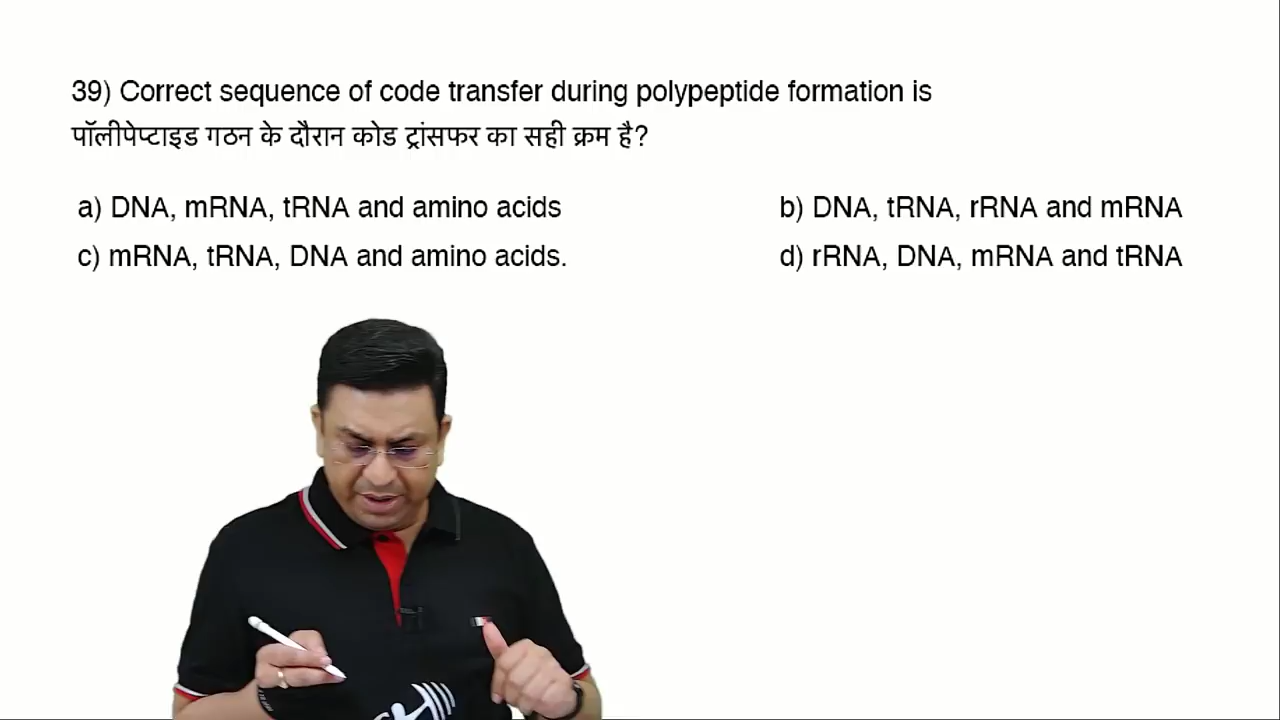 39) Correct sequence of code transfer during polypeptide formation is
पॉलीपेप्टाइड गठन के दौरान कोड ट्रांसफर का सही क्रम है?
a) DNA, mRNA, tRNA and amino acids
b) DNA, tRNA, rRNA and mRNA
c) mRNA, tRNA, DNA and amino acids.
d) rRNA, DNA, mRNA and tRNA